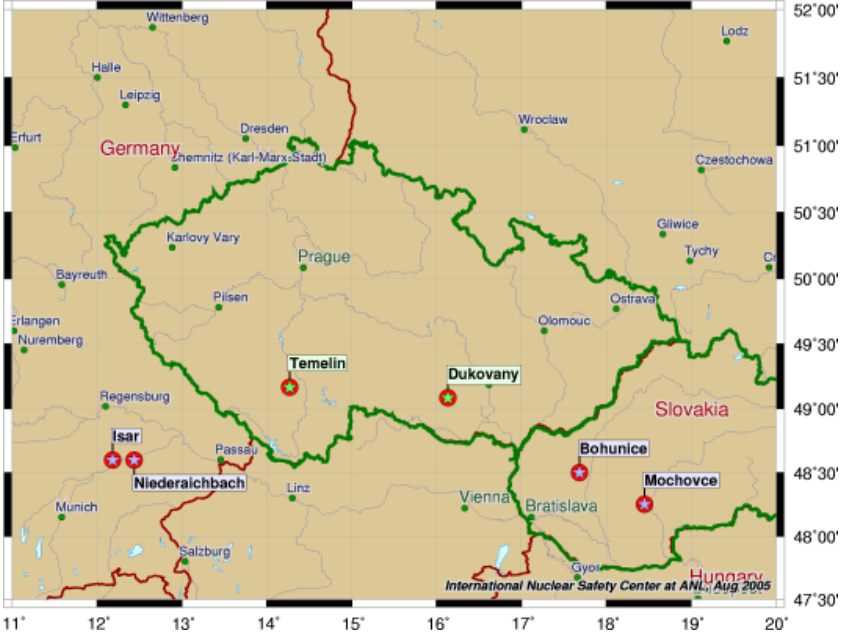 52°00'
Wittenberg
Lodz
51°30'
Halle
Leipzig
Wroclaw
Dresden
Erfurt
51°00'
Germany
Chemnitz (Karl-Marx-Stadt)
Czestochowa
50°30'
Gliwice
Karlovy Vary
Tychy
Prague
Cr
50°00'
Bayreuth
Pilsen
Ostrava
Erlangen
Olomouc
49°30'
Nuremberg
Temelin
Dukovany
Regensburg
49°00'
Slovakia
Isar
Passau
Bohunice
Niederaichbach
Mochovce
48°30'
Linz
Vienna
Munich
Bratislava
48°00'
Salzburg
Gyor
Hungary
International Nuclear Safety Center at ANL, Aug 2005
47°30'
11° 12° 13° 14° 15° 16° 17° 18° 19° 20°